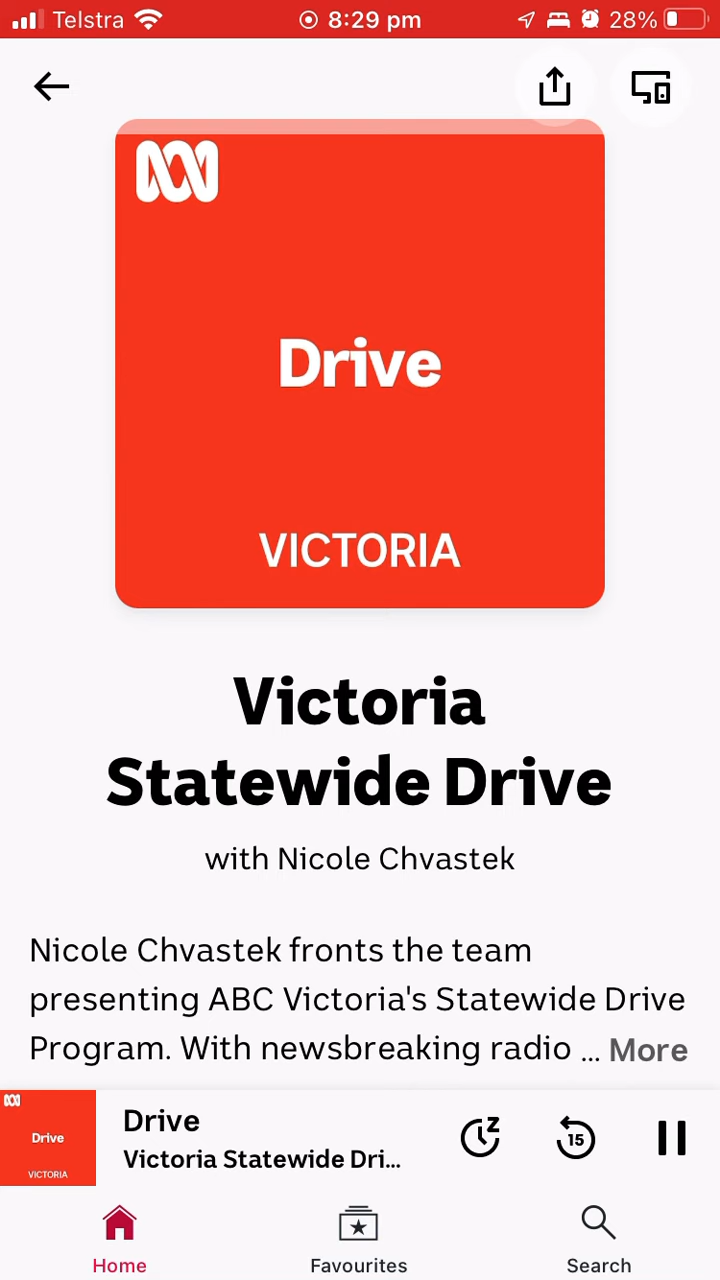 Telstra 8:29 pm 28%
Drive
VICTORIA
Victoria
Statewide Drive
with Nicole Chvastek
Nicole Chvastek fronts the team
presenting ABC Victoria's Statewide Drive
Program. With newsbreaking radio ... More
Drive
VICTORIA
Drive
Victoria Statewide Dri...
15
Home Favourites Search